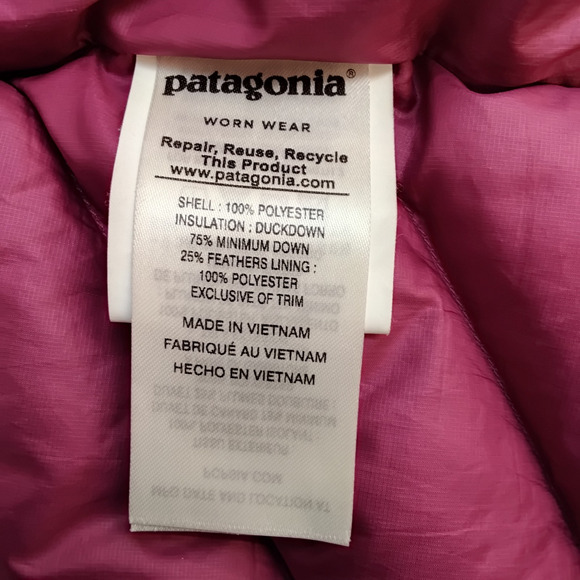 patagonia®
WORN WEAR
Repair, Reuse, Recycle
This Product
www.patagonia.com
SHELL : 100% POLYESTER
INSULATION : DUCKDOWN
75% MINIMUM DOWN
25% FEATHERS LINING :
100% POLYESTER
EXCLUSIVE OF TRIM
MADE IN VIETNAM
FABRIQUÉ AU VIETNAM
HECHO EN VIETNAM